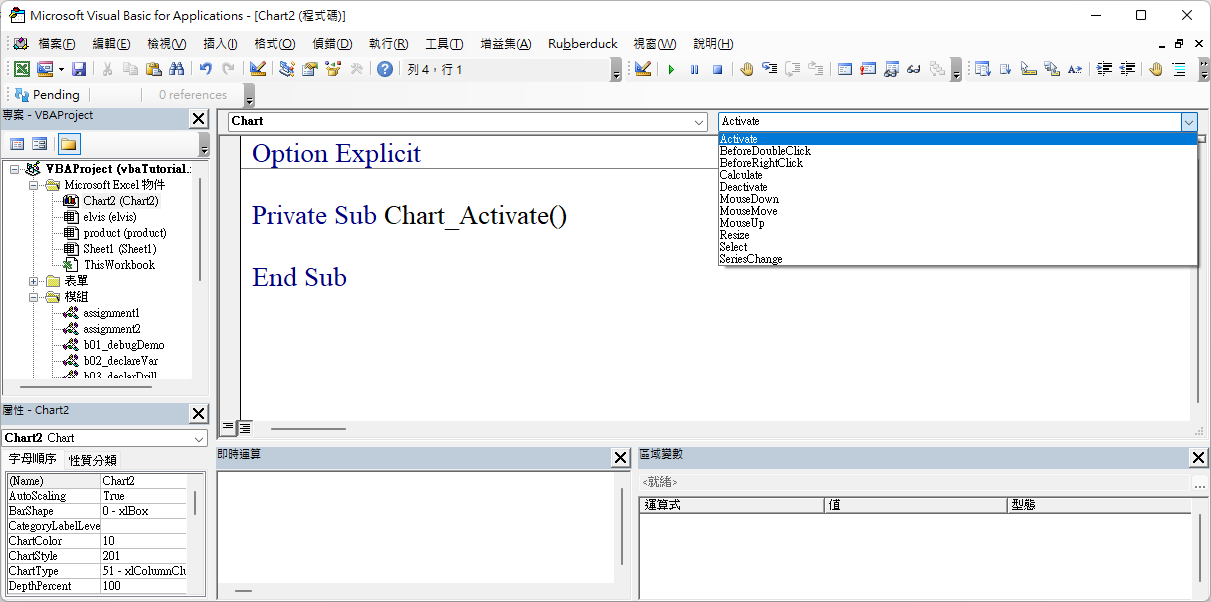 Microsoft Visual Basic for Applications - [Chart2 (程式碼)]
檔案(F) 編輯(E) 檢視(V) 插入(I) 格式(O) 偵錯(D) 執行(R) 工具(T) 增益集(A) Rubberduck 視窗(W) 說明(H)
列 4，行 1
Pending 0 references
專案 - VBAProject
VBAProject (vbaTutorial.
Microsoft Excel 物件
Chart2 (Chart2)
elvis (elvis)
product (product)
Sheet1 (Sheet1)
ThisWorkbook
表單
模組
assignment1
assignment2
b01_debugDemo
b02_declareVar
b03_declarDrill
屬性 - Chart2
Chart2 Chart
字母順序 性質分類
(Name) Chart2
AutoScaling True
BarShape 0 - xlBox
CategoryLabelLeve
ChartColor 10
ChartStyle 201
ChartType 51 - xlColumnClu
DepthPercent 100
Chart
Activate
Activate
BeforeDoubleClick
BeforeRightClick
Calculate
Deactivate
MouseDown
MouseMove
MouseUp
Resize
Select
SeriesChange
Option Explicit
Private Sub Chart_Activate()
End Sub
即時運算
區域變數
<就緒>
...
運算式 值 型態